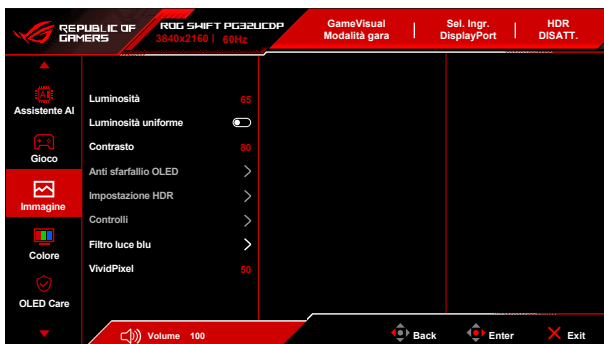 REPUBLIC OF
GAMERS
ROG SWIFT PG32UCDP
3840x2160 | 60Hz
GameVisual
Modalità gara
Sel. Ingr.
DisplayPort
HDR
DISATT.
AI
Assistente AI
Gioco
Immagine
Colore
OLED Care
Luminosità 65
Luminosità uniforme
Contrasto 80
Anti sfarfallio OLED
Impostazione HDR
Controlli
Filtro luce blu
VividPixel 50
Volume 100
Back
Enter
Exit